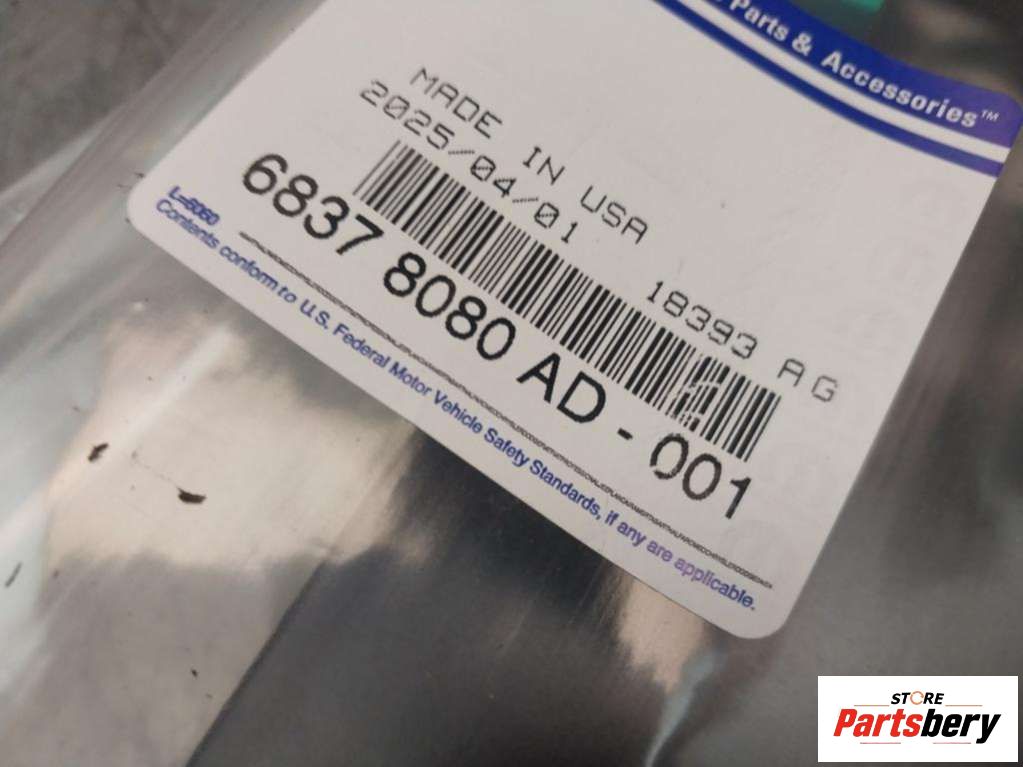 Parts & Accessories™
MADE IN USA
2025/04/01
18393 AG
6837 8080 AD - 001
L=5060
Contents conform to U.S. Federal Motor Vehicle Safety Standards, if any are applicable.
STORE
Partsbery